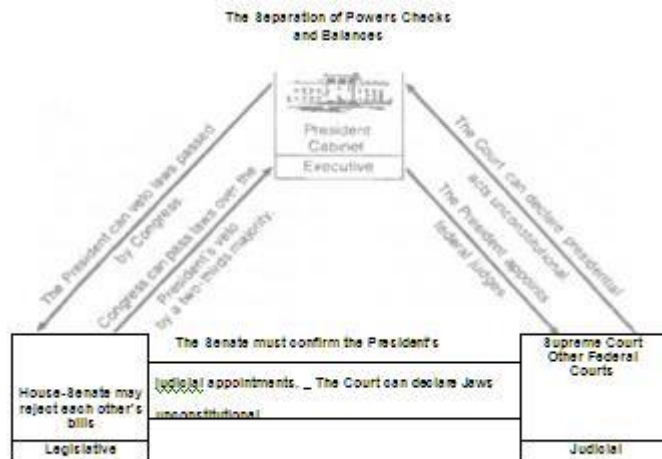 The Separation of Powers Checks
and Balances
President
Cabinet
Executive
The President can veto laws passed
by Congress.
Congress can pass laws over the
President's veto
by a two-thirds majority.
The Court can declare presidential
acts unconstitutional.
The President appoints
federal judges.
The Senate must confirm the President's
judicial appointments. _ The Court can declare Jaws
unconstitutional
House-Senate may
reject each other's
bills
Legislative
Supreme Court
Other Federal
Courts
Judicial